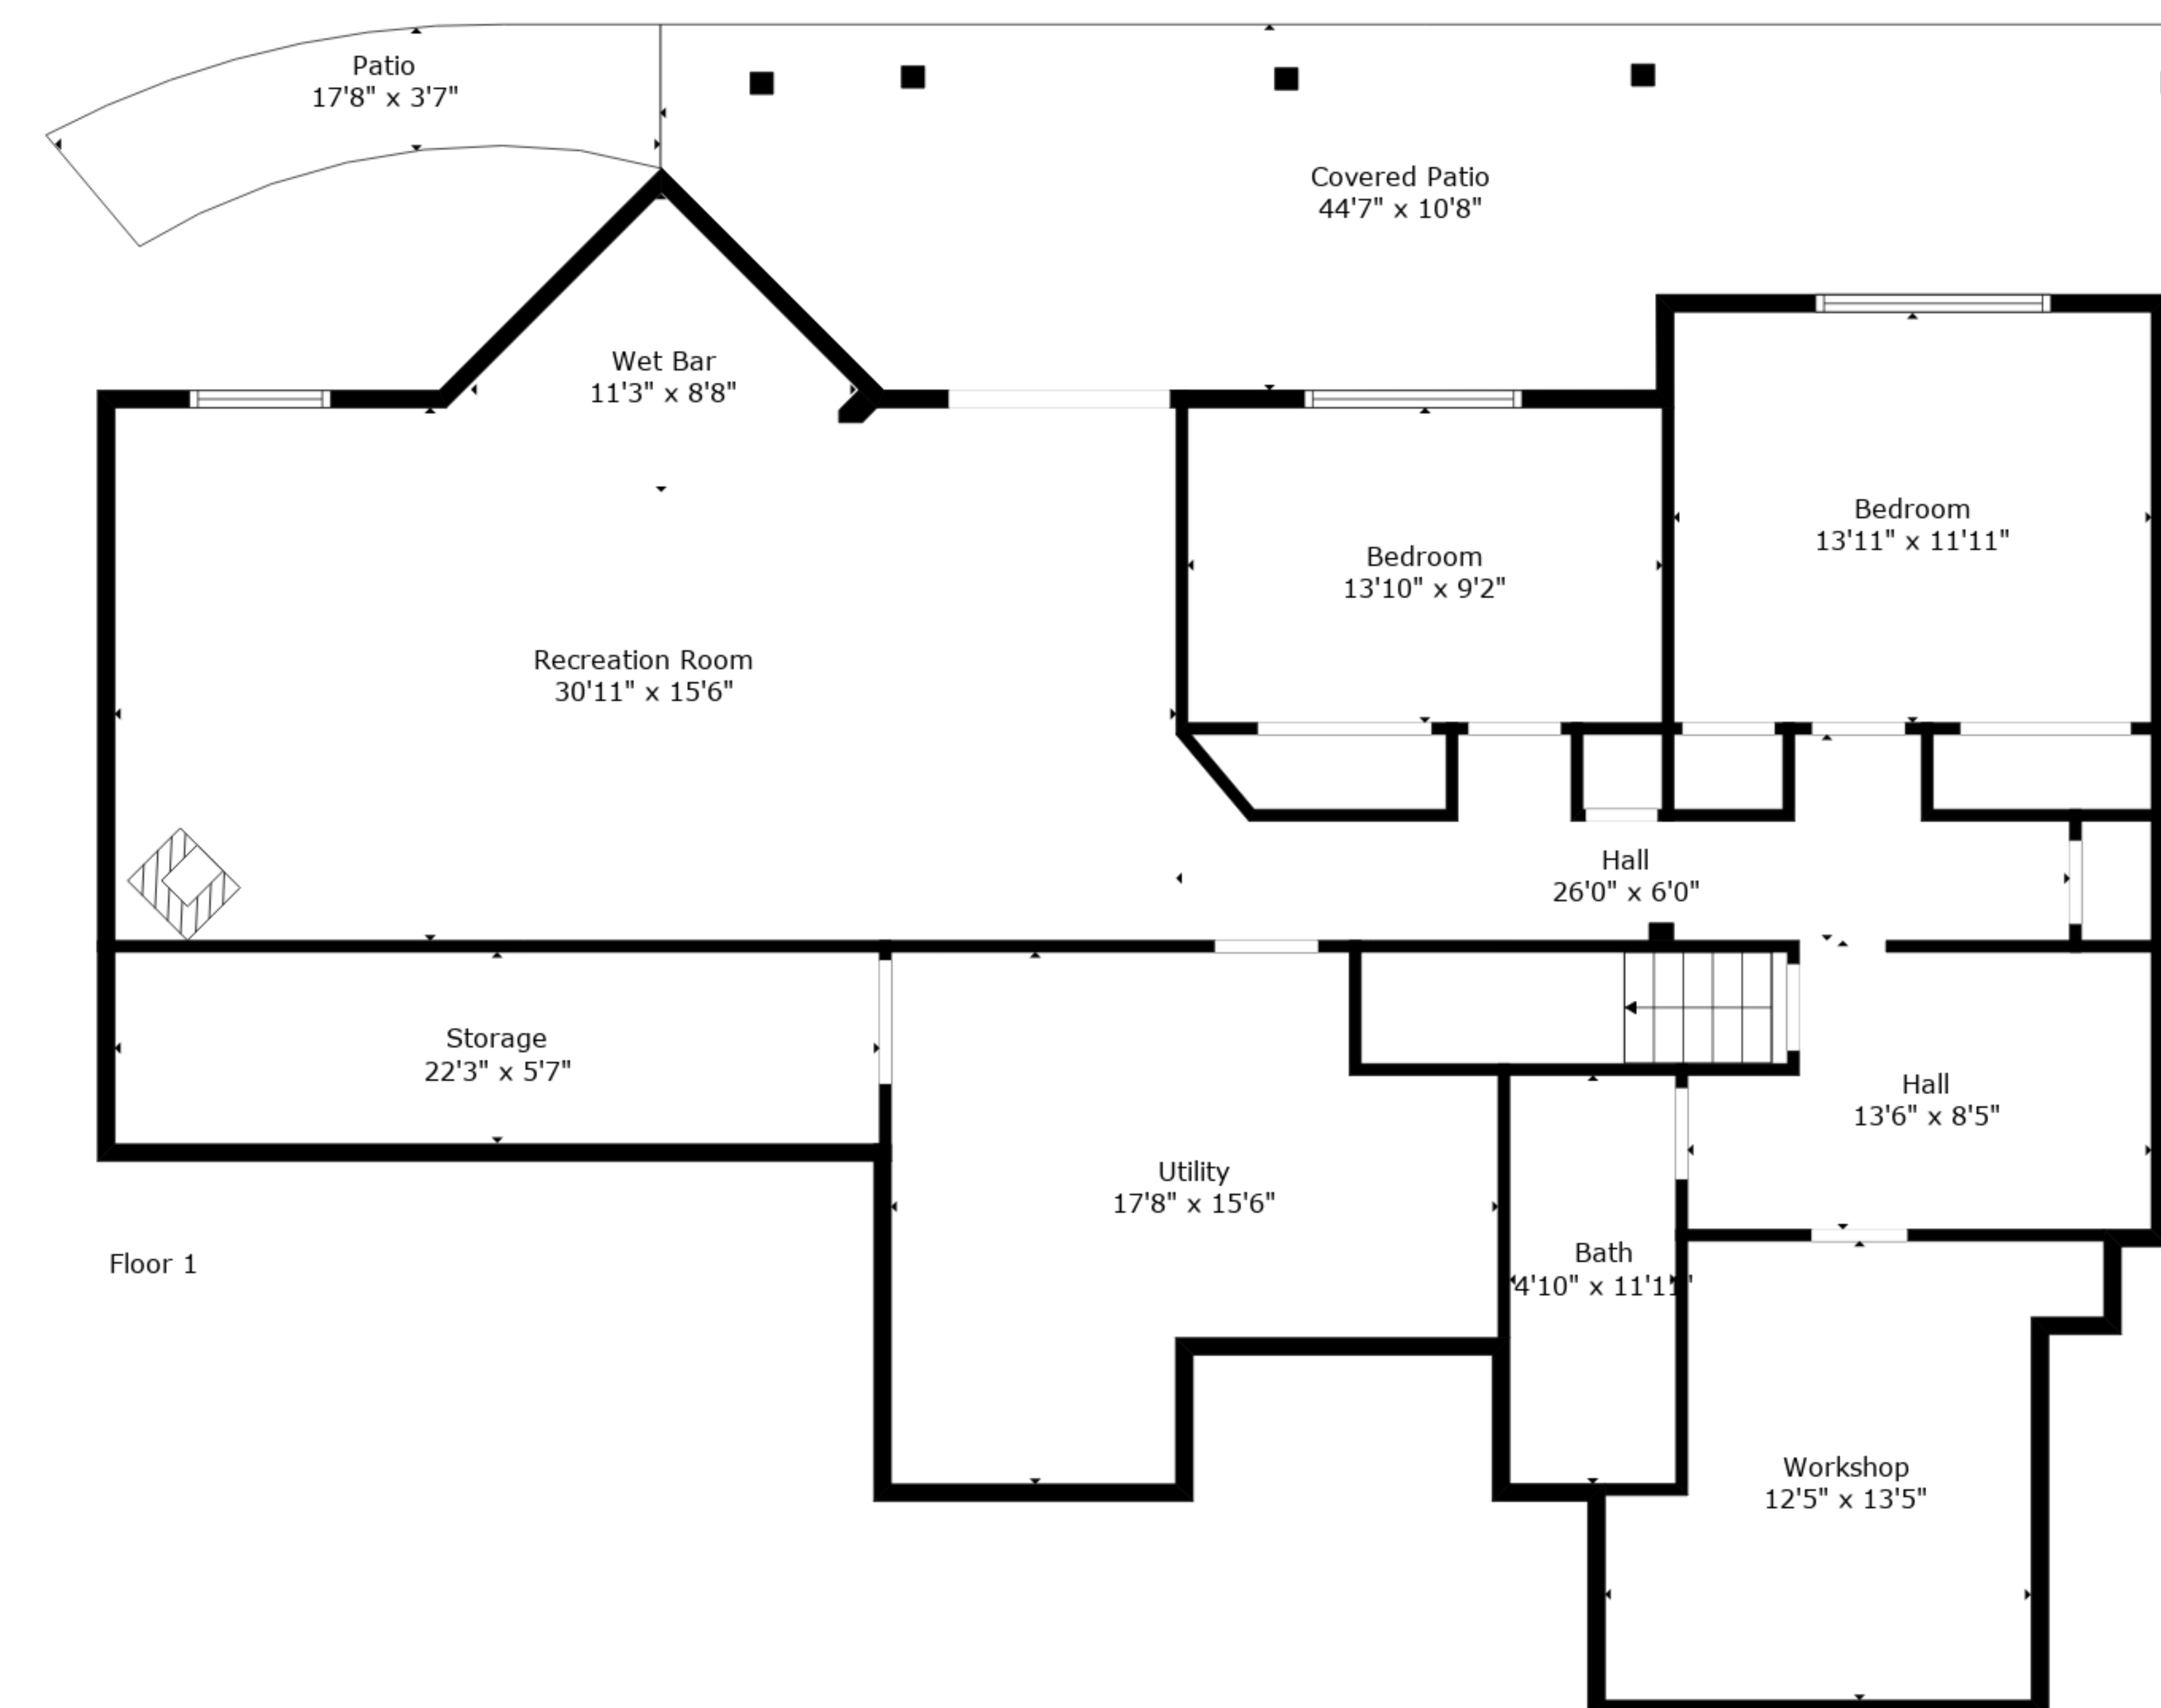 Patio
17'8" x 3'7"
Covered Patio
44'7" x 10'8"
Wet Bar
11'3" x 8'8"
Bedroom
13'11" x 11'11"
Bedroom
13'10" x 9'2"
Recreation Room
30'11" x 15'6"
Hall
26'0" x 6'0"
Storage
22'3" x 5'7"
Hall
13'6" x 8'5"
Utility
17'8" x 15'6"
Floor 1
Bath
4'10" x 11'11"
Workshop
12'5" x 13'5"